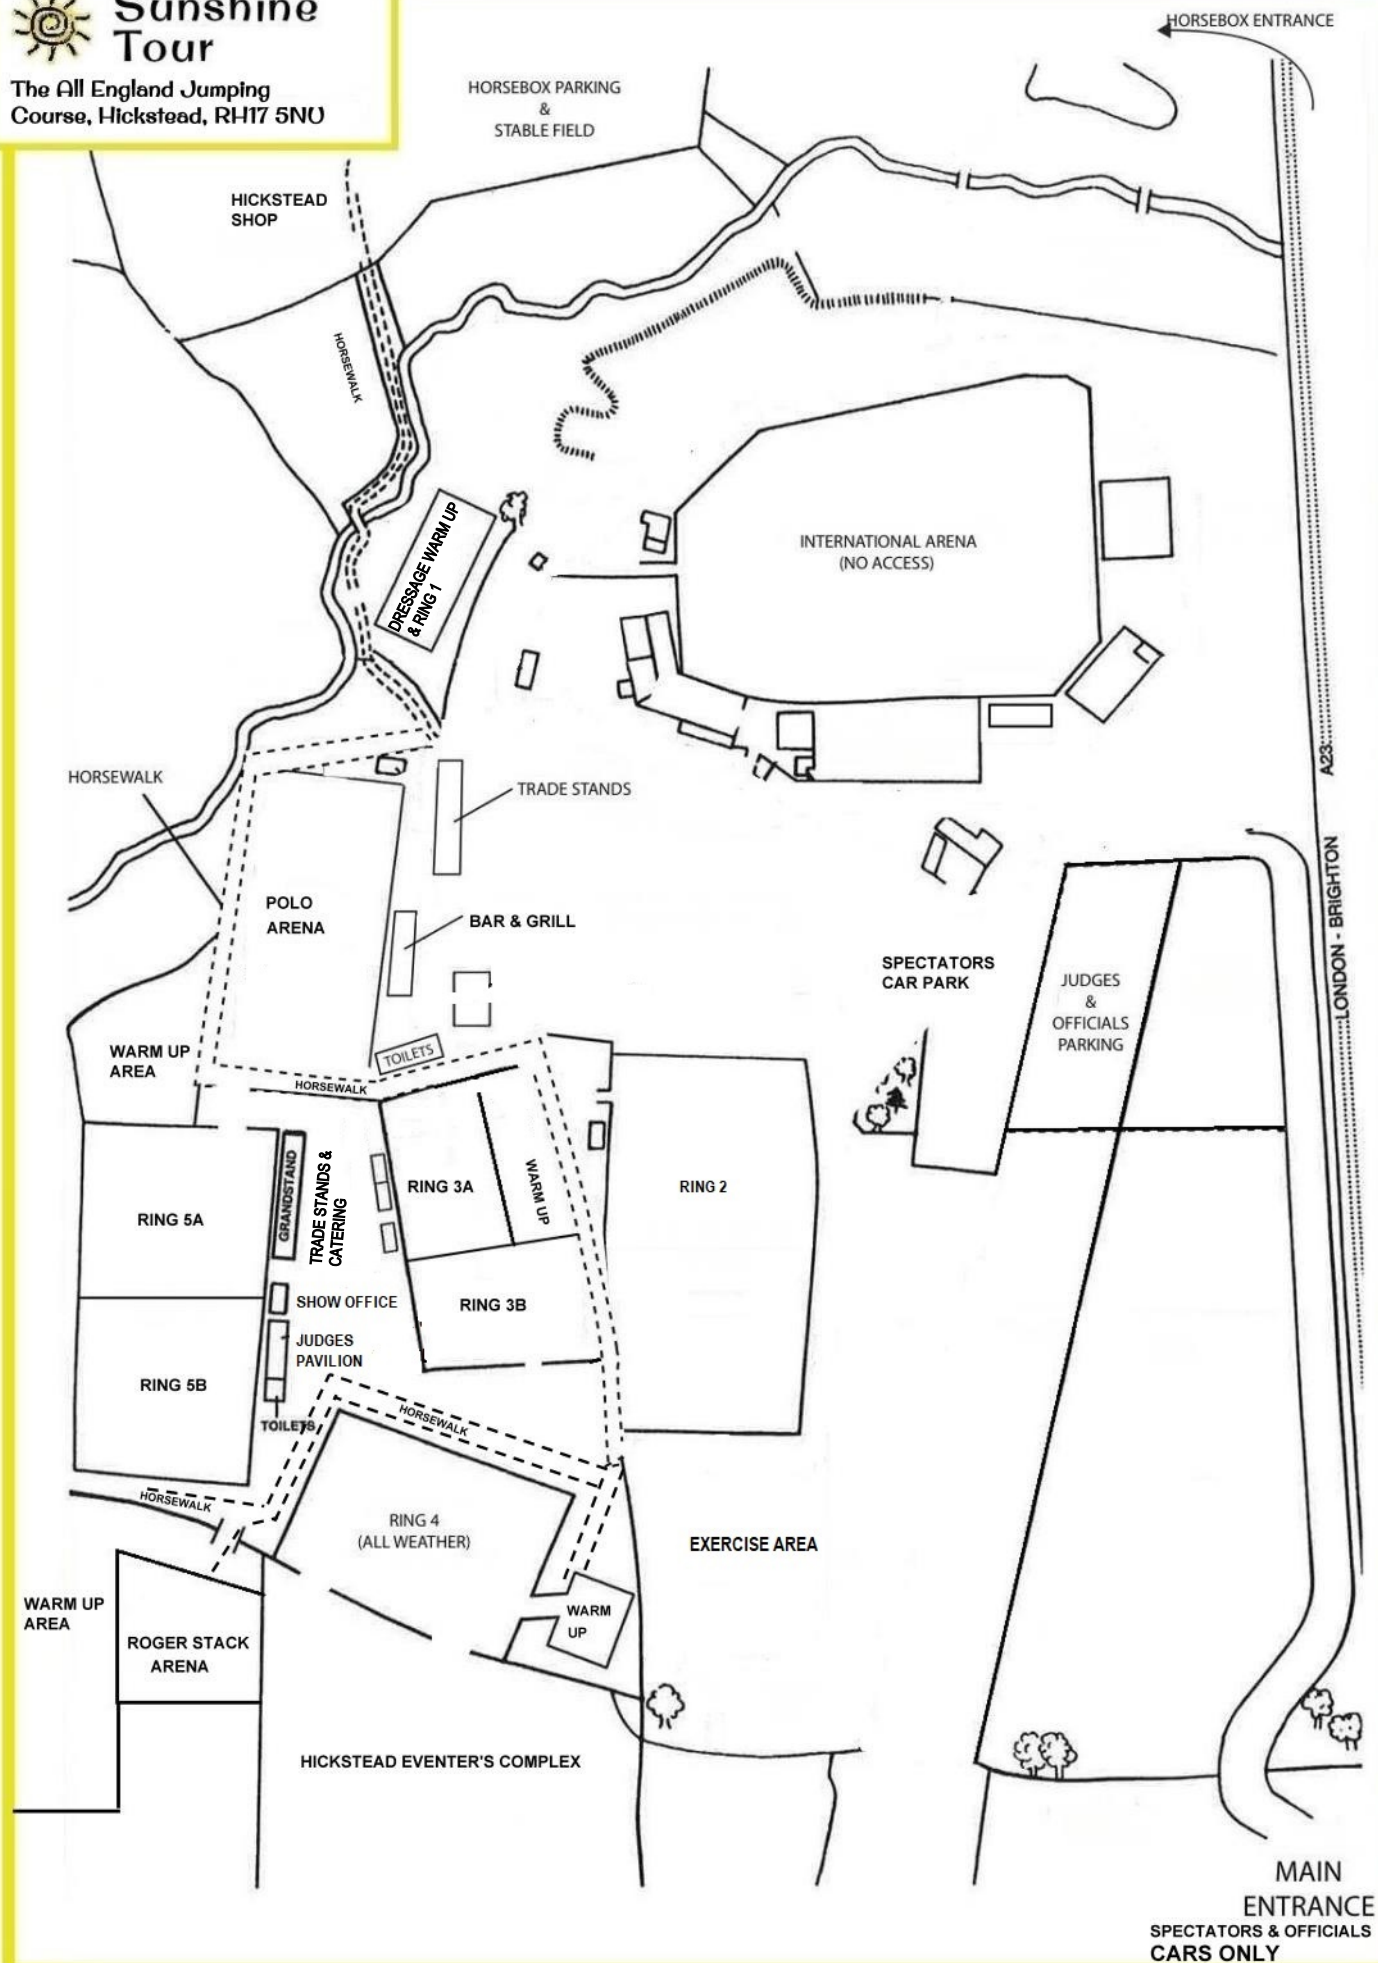 Sunshine
Tour
The All England Jumping
Course, Hickstead, RH17 5NU
HORSEBOX ENTRANCE
HORSEBOX PARKING
&
STABLE FIELD
HICKSTEAD
SHOP
HORSEWALK
DRESSAGE WARM UP
& RING 1
INTERNATIONAL ARENA
(NO ACCESS)
A23
LONDON - BRIGHTON
HORSEWALK
TRADE STANDS
POLO
ARENA
BAR & GRILL
SPECTATORS
CAR PARK
JUDGES
&
OFFICIALS
PARKING
WARM UP
AREA
TOILETS
HORSEWALK
RING 5A
GRANDSTAND
TRADE STANDS &
CATERING
RING 3A
WARM UP
RING 2
SHOW OFFICE
RING 3B
JUDGES
PAVILION
RING 5B
TOILETS
HORSEWALK
HORSEWALK
RING 4
(ALL WEATHER)
EXERCISE AREA
WARM UP
AREA
WARM
UP
ROGER STACK
ARENA
HICKSTEAD EVENTER'S COMPLEX
MAIN
ENTRANCE
SPECTATORS & OFFICIALS
CARS ONLY